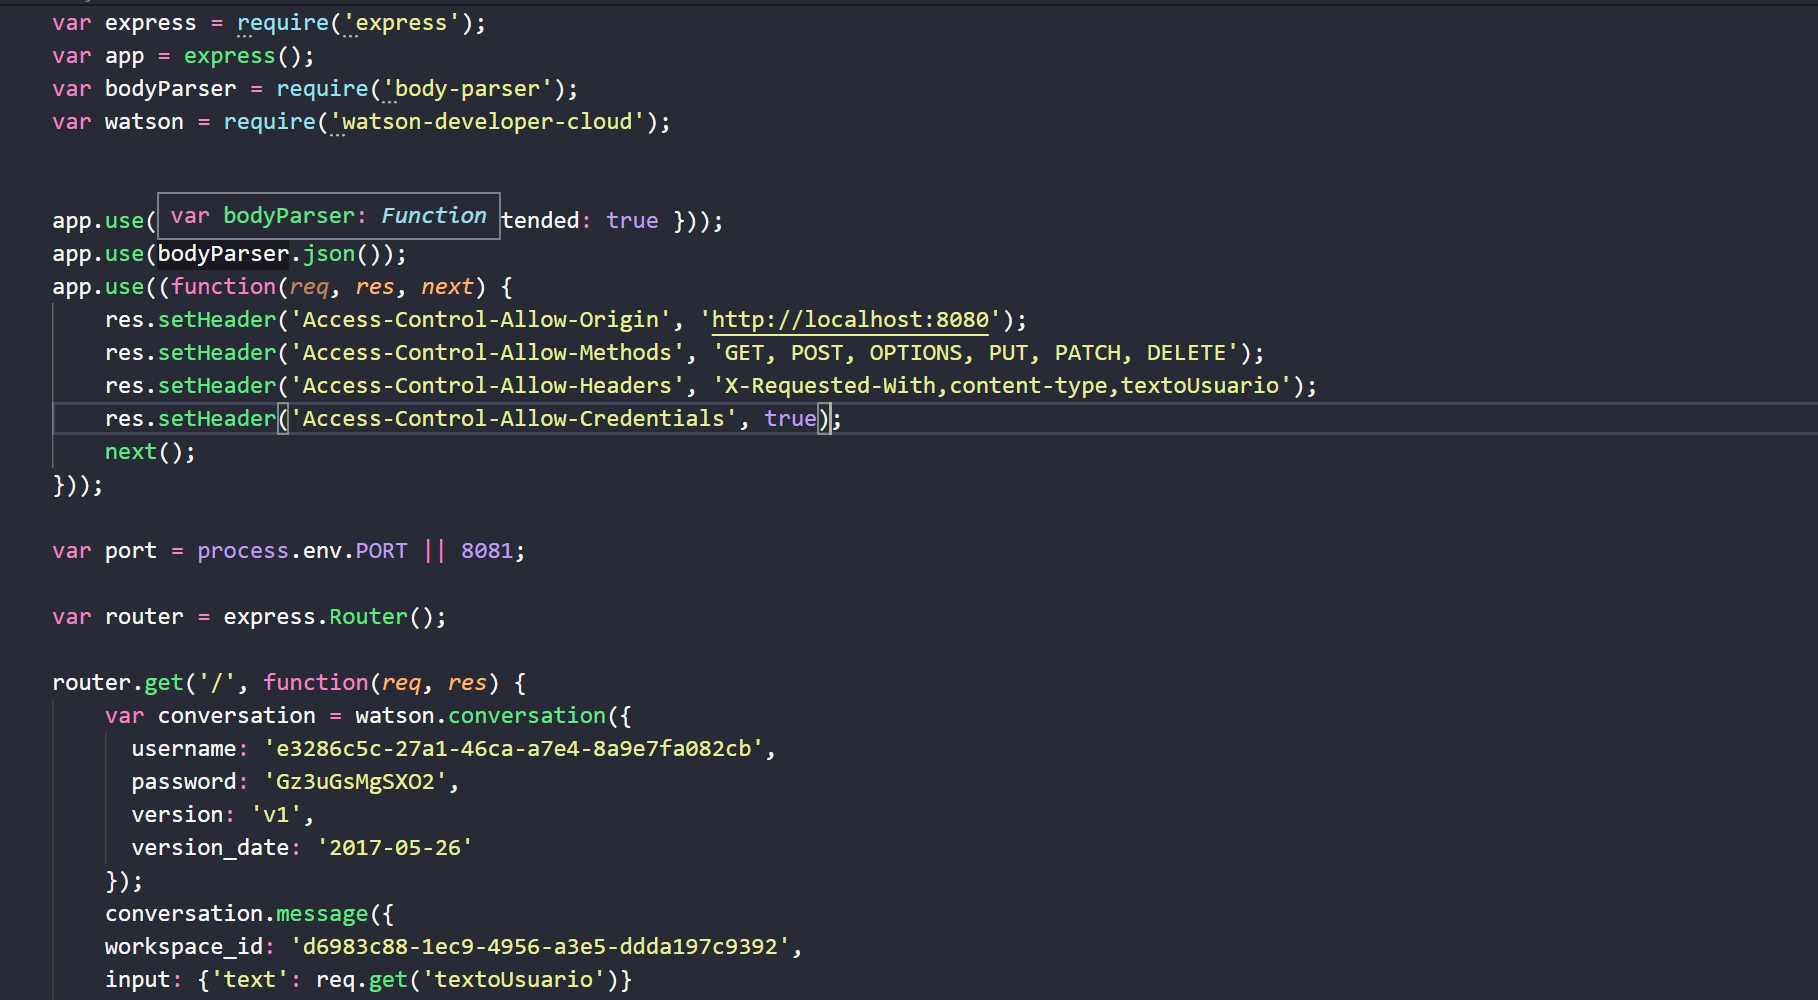 var express = require('express');
var app = express();
var bodyParser = require('body-parser');
var watson = require('watson-developer-cloud');
var bodyParser: Function
app.use( tended: true }));
app.use(bodyParser.json());
app.use((function(req, res, next) {
res.setHeader('Access-Control-Allow-Origin', 'http://localhost:8080');
res.setHeader('Access-Control-Allow-Methods', 'GET, POST, OPTIONS, PUT, PATCH, DELETE');
res.setHeader('Access-Control-Allow-Headers', 'X-Requested-With,content-type,textoUsuario');
res.setHeader('Access-Control-Allow-Credentials', true);
next();
}));
var port = process.env.PORT || 8081;
var router = express.Router();
router.get('/', function(req, res) {
var conversation = watson.conversation({
username: 'e3286c5c-27a1-46ca-a7e4-8a9e7fa082cb',
password: 'Gz3uGsMgSXO2',
version: 'v1',
version_date: '2017-05-26'
});
conversation.message({
workspace_id: 'd6983c88-1ec9-4956-a3e5-ddda197c9392',
input: {'text': req.get('textoUsuario')}